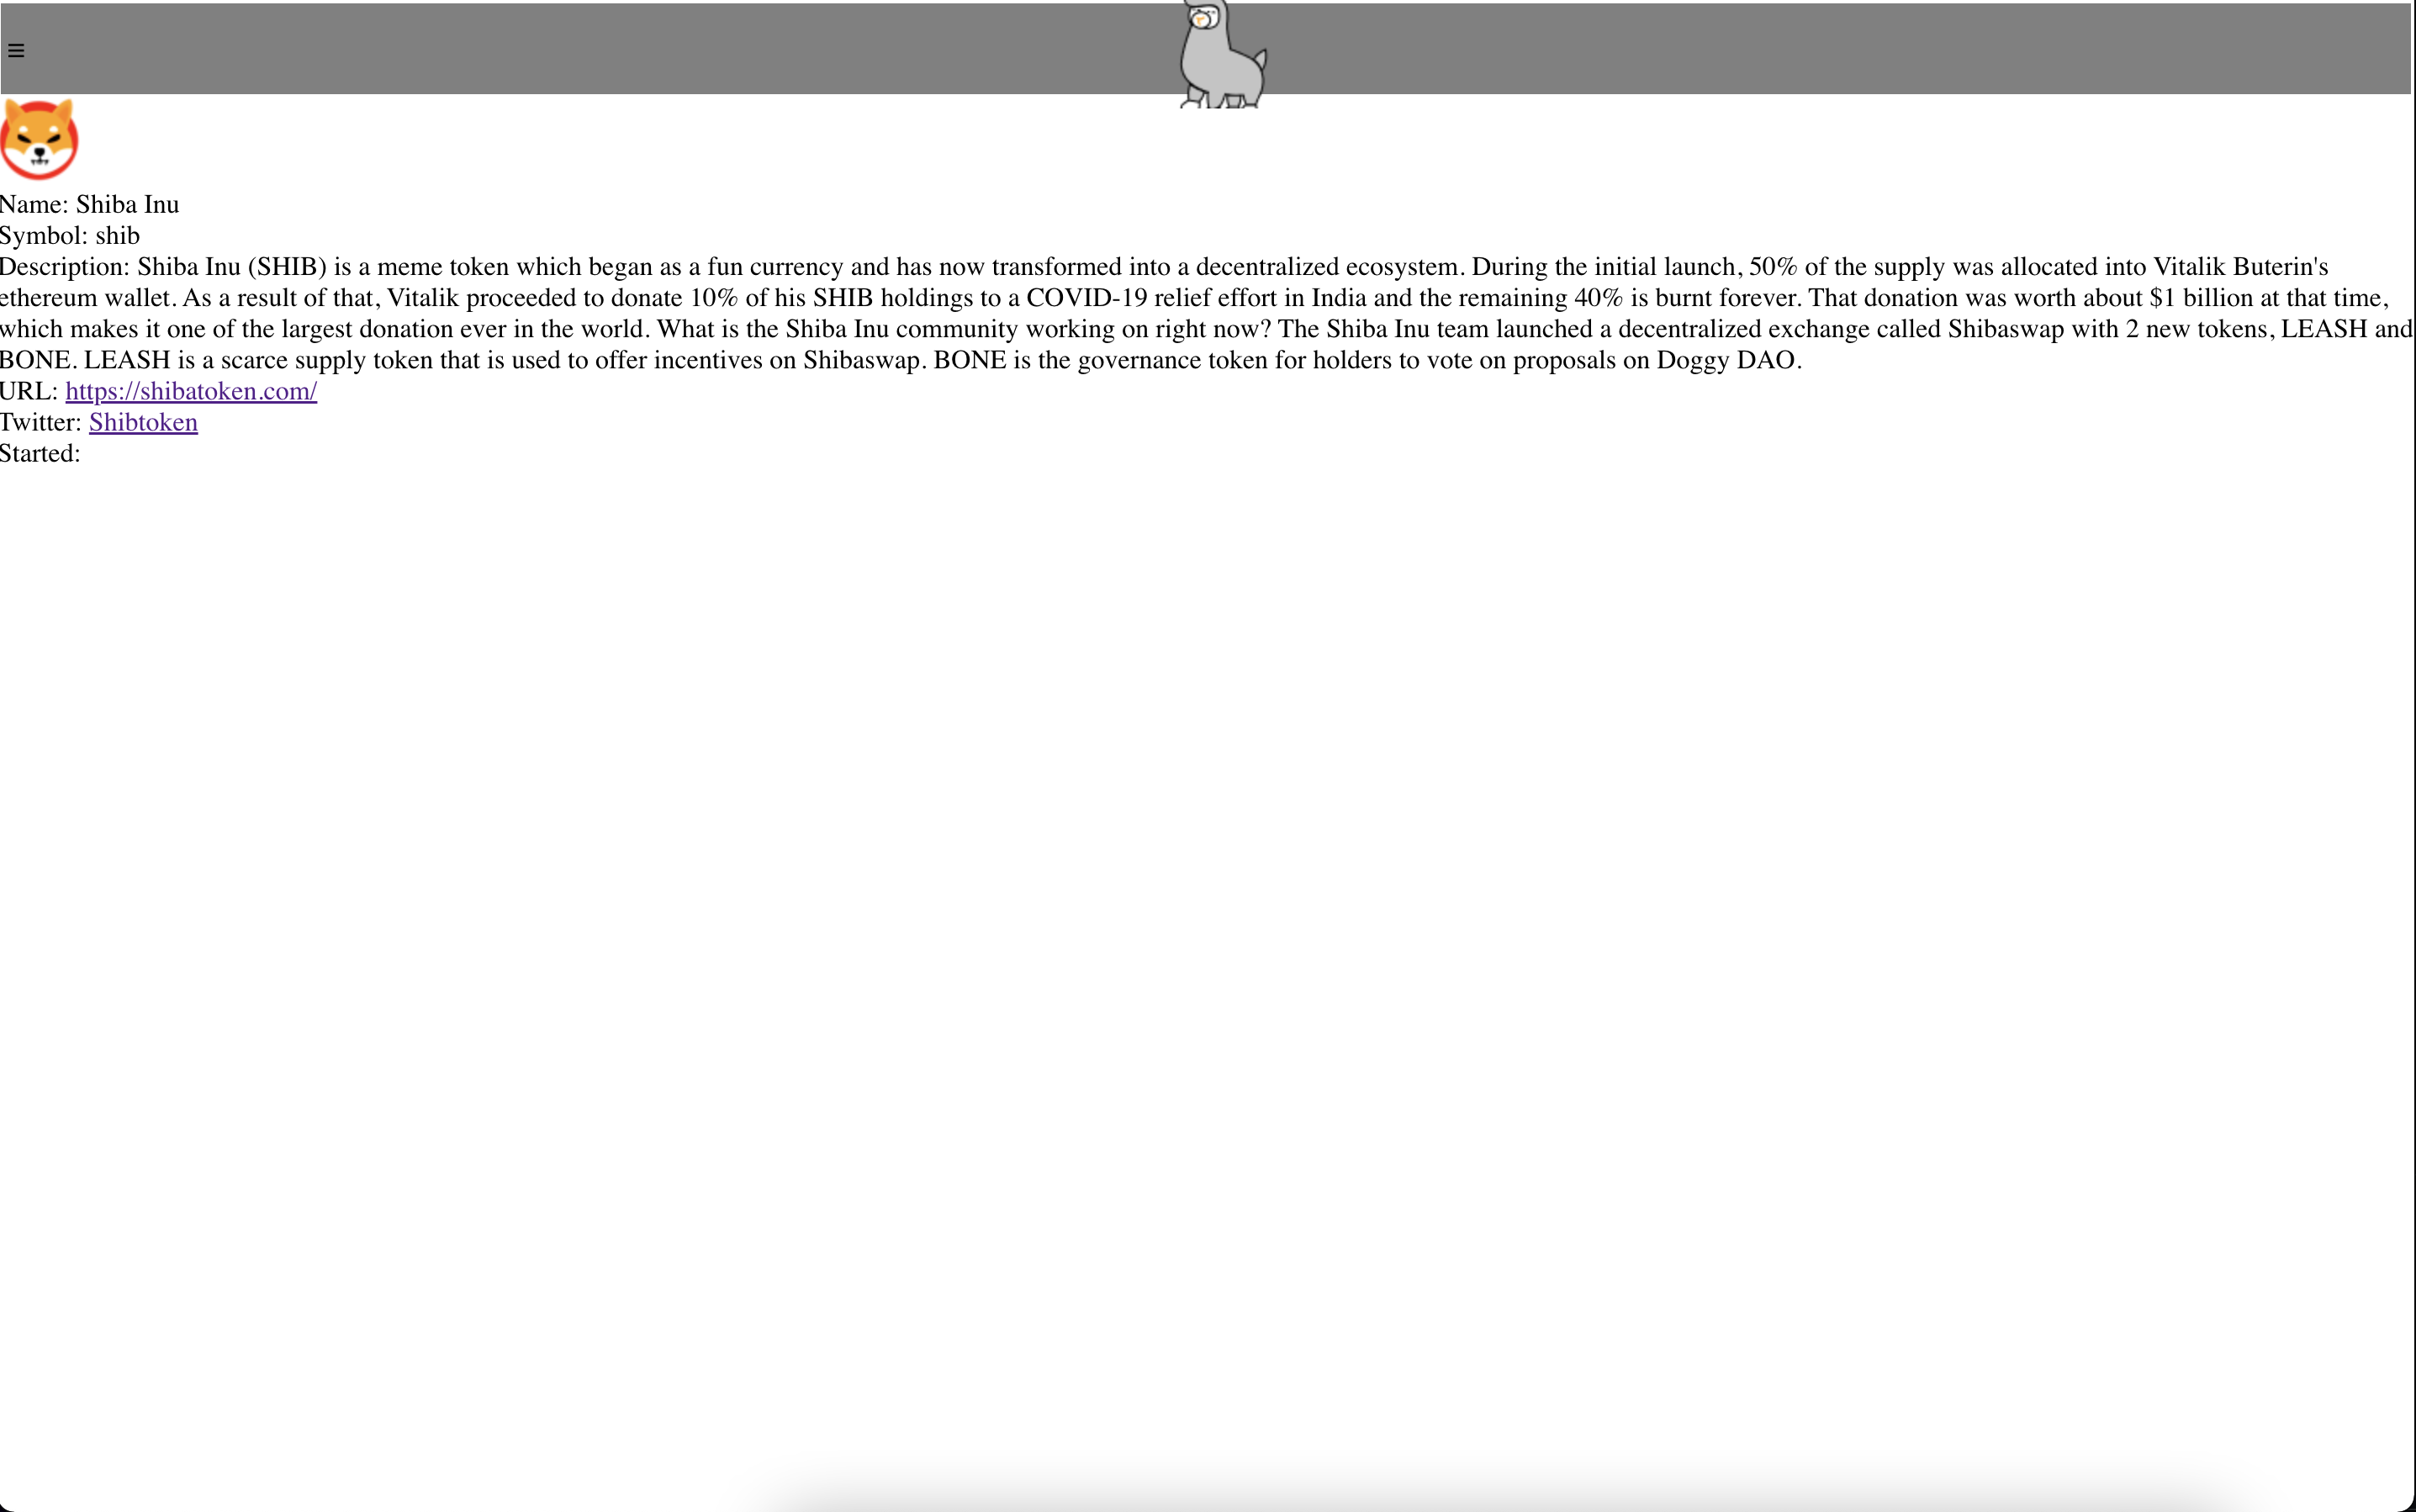 Name: Shiba Inu
Symbol: shib
Description: Shiba Inu (SHIB) is a meme token which began as a fun currency and has now transformed into a decentralized ecosystem. During the initial launch, 50% of the supply was allocated into Vitalik Buterin's
ethereum wallet. As a result of that, Vitalik proceeded to donate 10% of his SHIB holdings to a COVID-19 relief effort in India and the remaining 40% is burnt forever. That donation was worth about $1 billion at that time,
which makes it one of the largest donation ever in the world. What is the Shiba Inu community working on right now? The Shiba Inu team launched a decentralized exchange called Shibaswap with 2 new tokens, LEASH and
BONE. LEASH is a scarce supply token that is used to offer incentives on Shibaswap. BONE is the governance token for holders to vote on proposals on Doggy DAO.
URL: https://shibatoken.com/
Twitter: Shibtoken
Started: